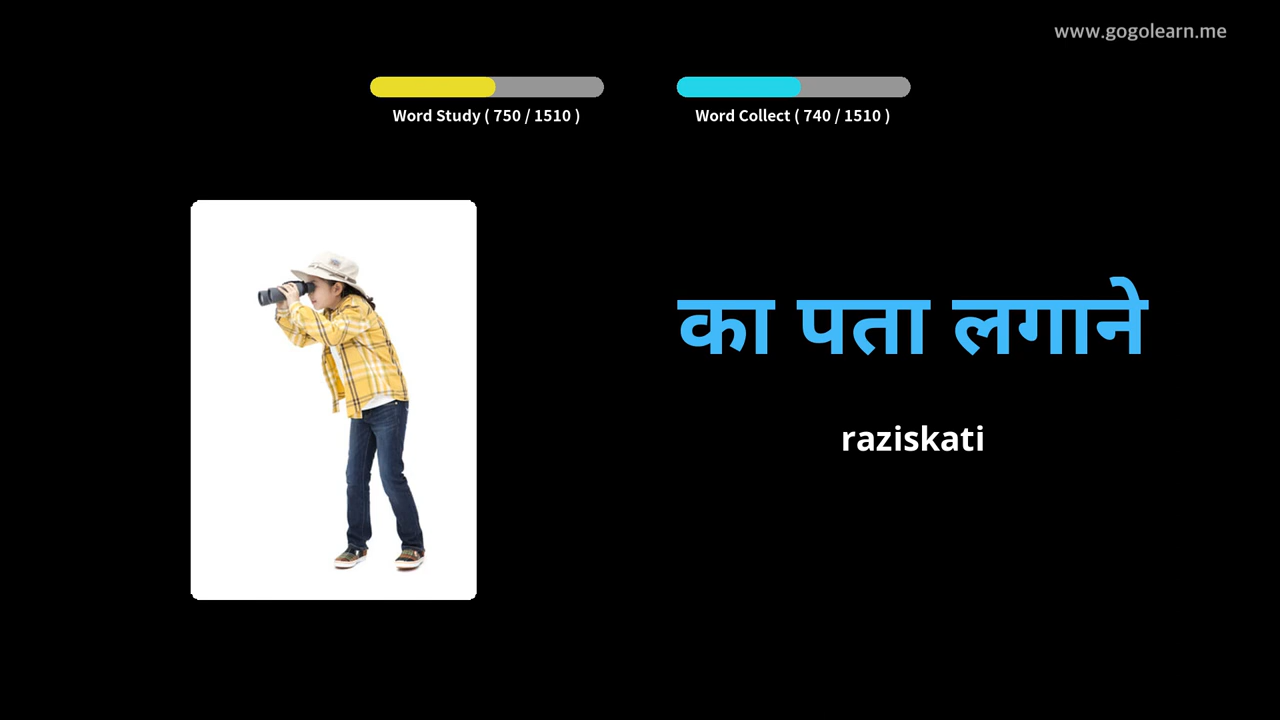 www.gogolearn.me
Word Study ( 750 / 1510 )
Word Collect ( 740 / 1510 )
का पता लगाने
raziskati